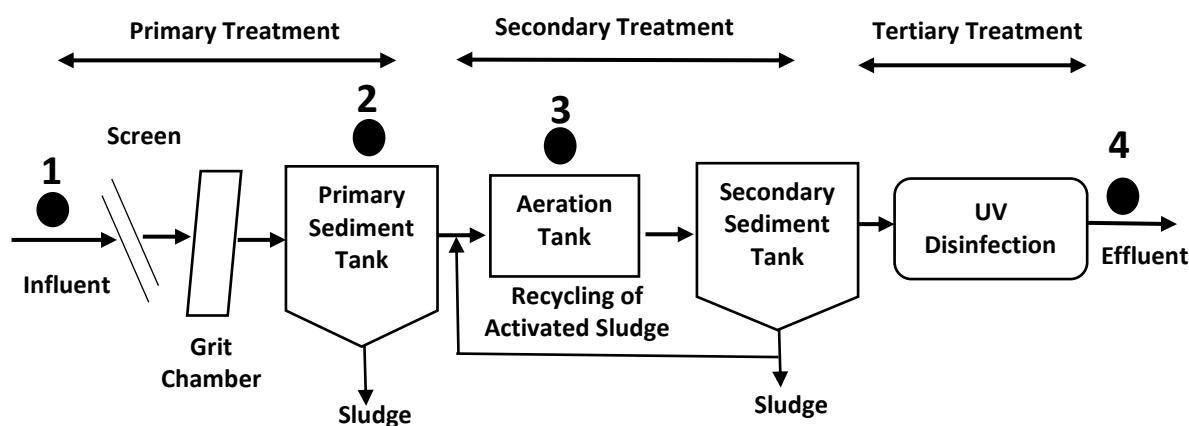 Primary Treatment
Secondary Treatment
Tertiary Treatment
1
2
3
4
Screen
Influent
Grit
Chamber
Primary
Sediment
Tank
Sludge
Aeration
Tank
Recycling of
Activated Sludge
Secondary
Sediment
Tank
Sludge
UV
Disinfection
Effluent